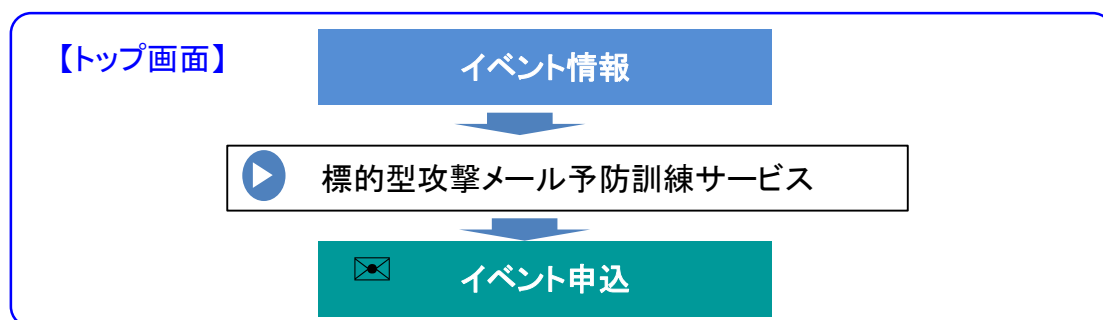 【トップ画面】
イベント情報
標的型攻撃メール予防訓練サービス
イベント申込